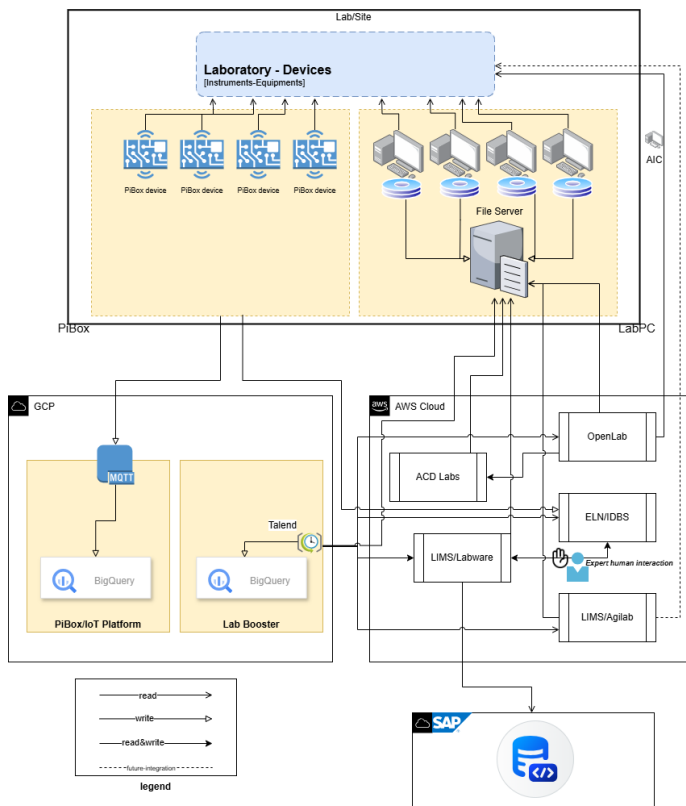 Lab/Site
Laboratory - Devices
[Instruments-Equipments]
AIC
PiBox device
PiBox device
PiBox device
PiBox device
File Server
PiBox
LabPC
GCP
aws
AWS Cloud
OpenLab
MQTT
ACD Labs
ELN/IDBS
Talend
LIMS/Labware
Expert human interaction
BigQuery
BigQuery
LIMS/Agilab
PiBox/IoT Platform
Lab Booster
read
write
read&write
future-integration
legend
SAP